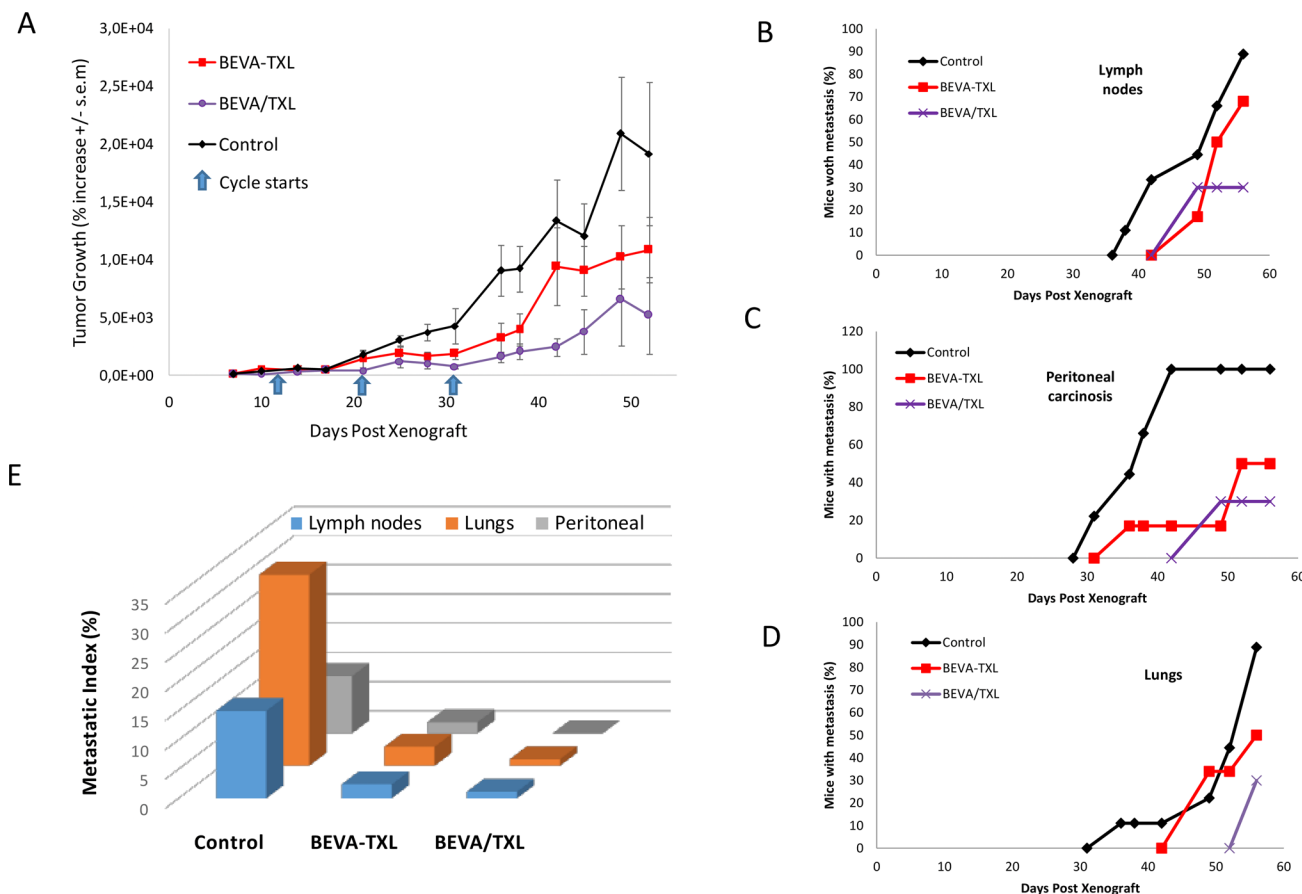 A
Tumor Growth (% increase+/- s.e.m)
3,0E+04
2,5E+04
2,0E+04
1,5E+04
1,0E+04
5,0E+03
0,0E+00
BEVA-TXL
BEVA/TXL
Control
Cycle starts
0 10 20 30 40 50
Days Post Xenograft
B
Mice woth metastasis (%)
100
90
80
70
60
50
40
30
20
10
0
Control
BEVA-TXL
BEVA/TXL
Lymph
nodes
0 10 20 30 40 50 60
Days Post Xenograft
C
Mice with metastasis (%)
120
100
80
60
40
20
0
Control
BEVA-TXL
BEVA/TXL
Peritoneal
carcinosis
0 10 20 30 40 50 60
Days Post Xenograft
D
Mice with metastasis (%)
100
90
80
70
60
50
40
30
20
10
0
Control
BEVA-TXL
BEVA/TXL
Lungs
0 10 20 30 40 50 60
Days Post Xenograft
E
Lymph nodes Lungs Peritoneal
Metastatic Index (%)
35
30
25
20
15
10
5
0
Control BEVA-TXL BEVA/TXL